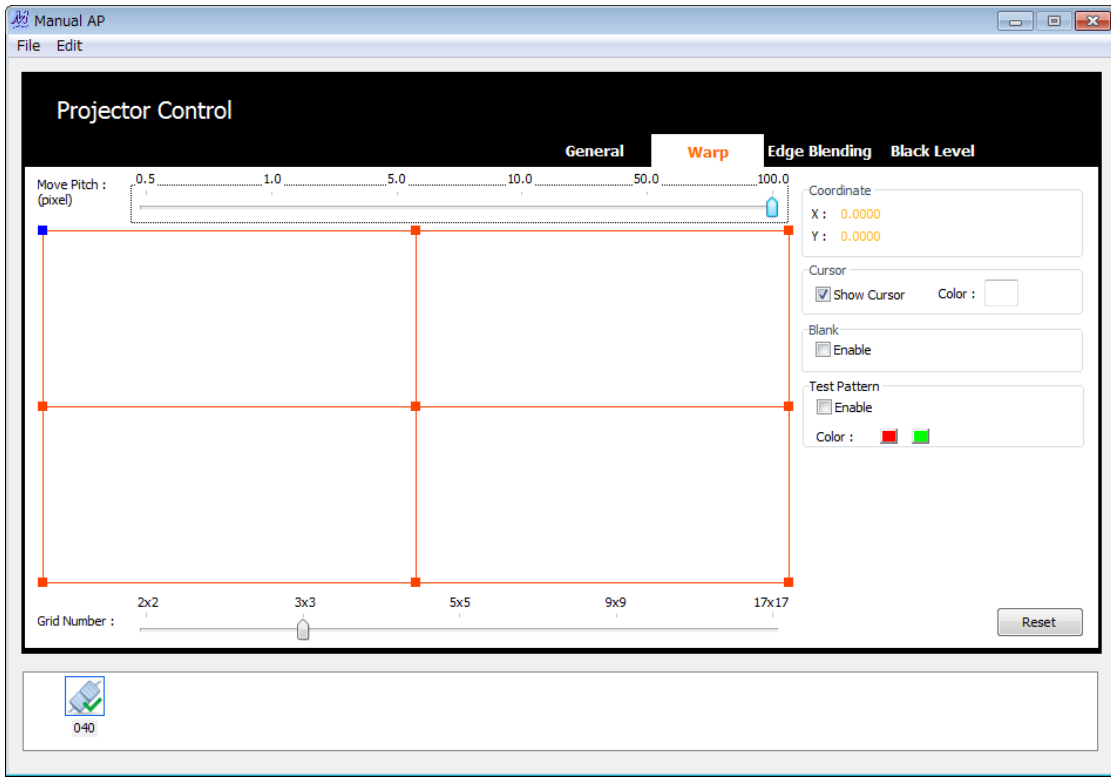 Manual AP
File Edit
Projector Control
General Warp Edge Blending Black Level
Move Pitch :
(pixel)
0.5 1.0 5.0 10.0 50.0 100.0
Coordinate
X : 0.0000
Y : 0.0000
Cursor
Show Cursor Color :
Blank
Enable
Test Pattern
Enable
Color :
2x2 3x3 5x5 9x9 17x17
Grid Number :
Reset
040